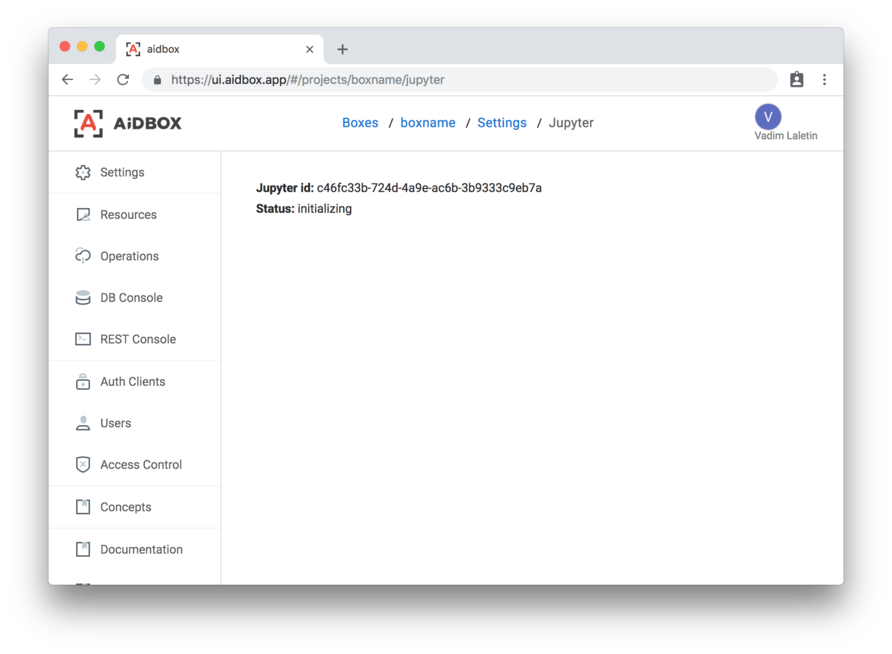 aidbox
https://ui.aidbox.app/#/projects/boxname/jupyter
AiDBOX
Boxes / boxname / Settings / Jupyter
V
Vadim Laletin
Settings
Jupyter id: c46fc33b-724d-4a9e-ac6b-3b9333c9eb7a
Status: initializing
Resources
Operations
DB Console
REST Console
Auth Clients
Users
Access Control
Concepts
Documentation